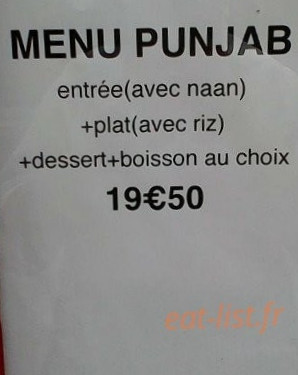 MENU PUNJAB
entrée(avec naan)
+plat(avec riz)
+dessert+boisson au choix
19€50
eat-list.fr